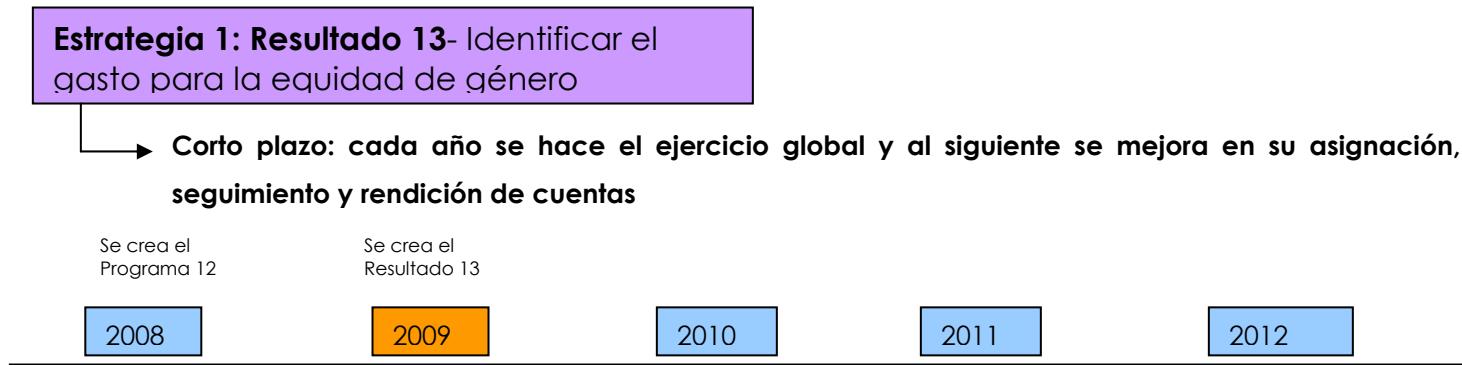 Estrategia 1: Resultado 13- Identificar el
gasto para la equidad de género
Corto plazo: cada año se hace el ejercicio global y al siguiente se mejora en su asignación,
seguimiento y rendición de cuentas
Se crea el
Programa 12
Se crea el
Resultado 13
2008
2009
2010
2011
2012